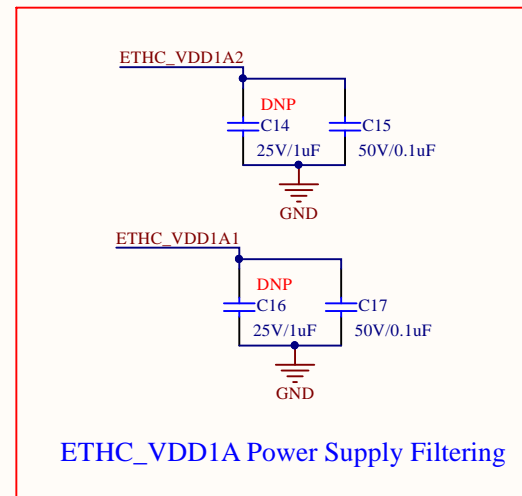 ETHC_VDD1A2
DNP
C14 C15
25V/1uF 50V/0.1uF
GND
ETHC_VDD1A1
DNP
C16 C17
25V/1uF 50V/0.1uF
GND
ETHC_VDD1A Power Supply Filtering